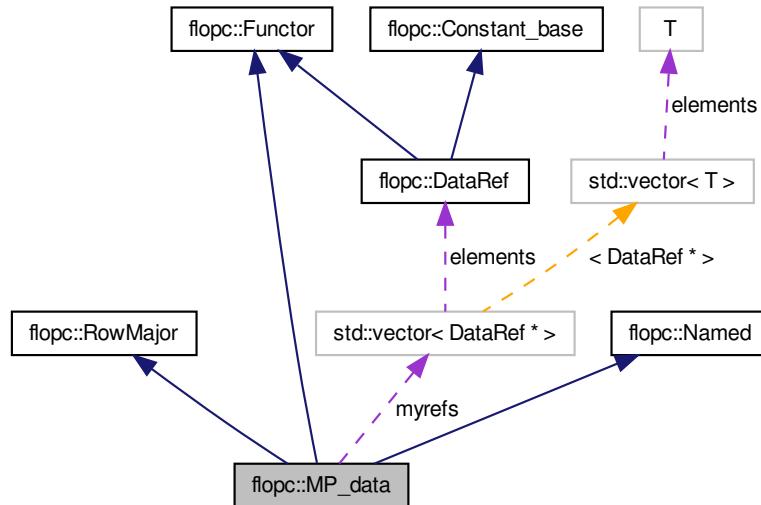 flopc::Functor
flopc::Constant_base
T
elements
flopc::DataRef
std::vector< T >
elements
< DataRef * >
flopc::RowMajor
std::vector< DataRef * >
flopc::Named
myrefs
flopc::MP_data